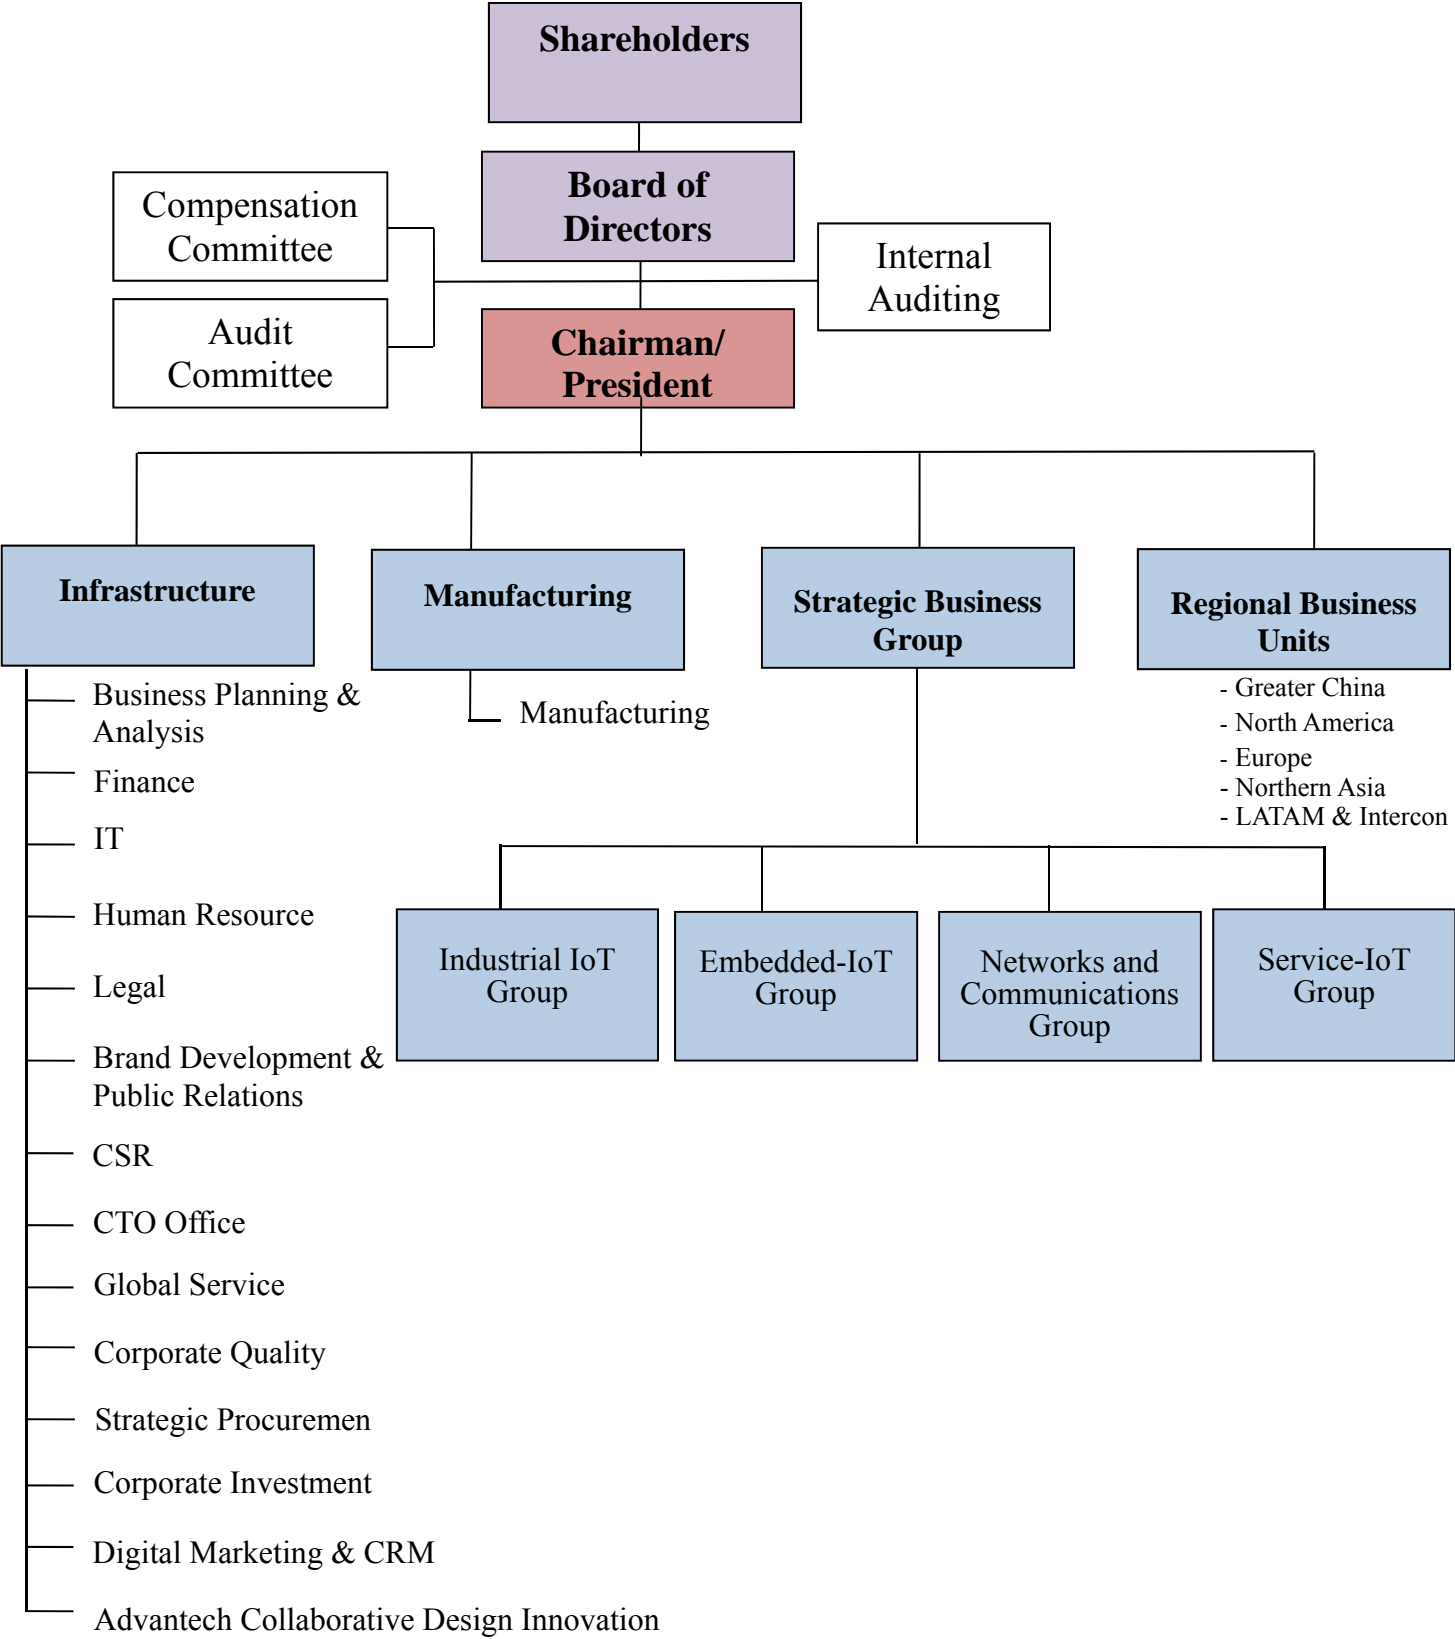 Shareholders
Board of
Directors
Compensation
Committee
Internal
Auditing
Audit
Committee
Chairman/
President
Infrastructure
Manufacturing
Strategic Business
Group
Regional Business
Units
Business Planning &
Analysis
Finance
IT
Human Resource
Legal
Brand Development &
Public Relations
CSR
CTO Office
Global Service
Corporate Quality
Strategic Procuremen
Corporate Investment
Digital Marketing & CRM
Advantech Collaborative Design Innovation
Manufacturing
- Greater China
- North America
- Europe
- Northern Asia
- LATAM & Intercon
Industrial IoT
Group
Embedded-IoT
Group
Networks and
Communications
Group
Service-IoT
Group